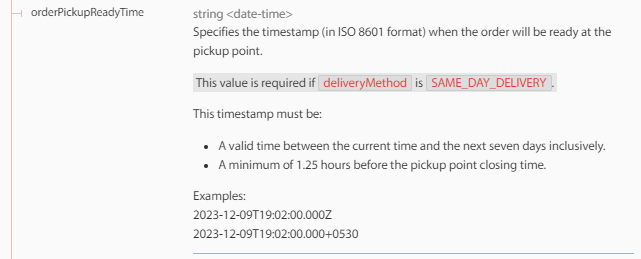 orderPickupReadyTime
string <date-time>
Specifies the timestamp (in ISO 8601 format) when the order will be ready at the
pickup point.
This value is required if deliveryMethod is SAME_DAY_DELIVERY.
This timestamp must be:
• A valid time between the current time and the next seven days inclusively.
• A minimum of 1.25 hours before the pickup point closing time.
Examples:
2023-12-09T19:02:00.000Z
2023-12-09T19:02:00.000+0530